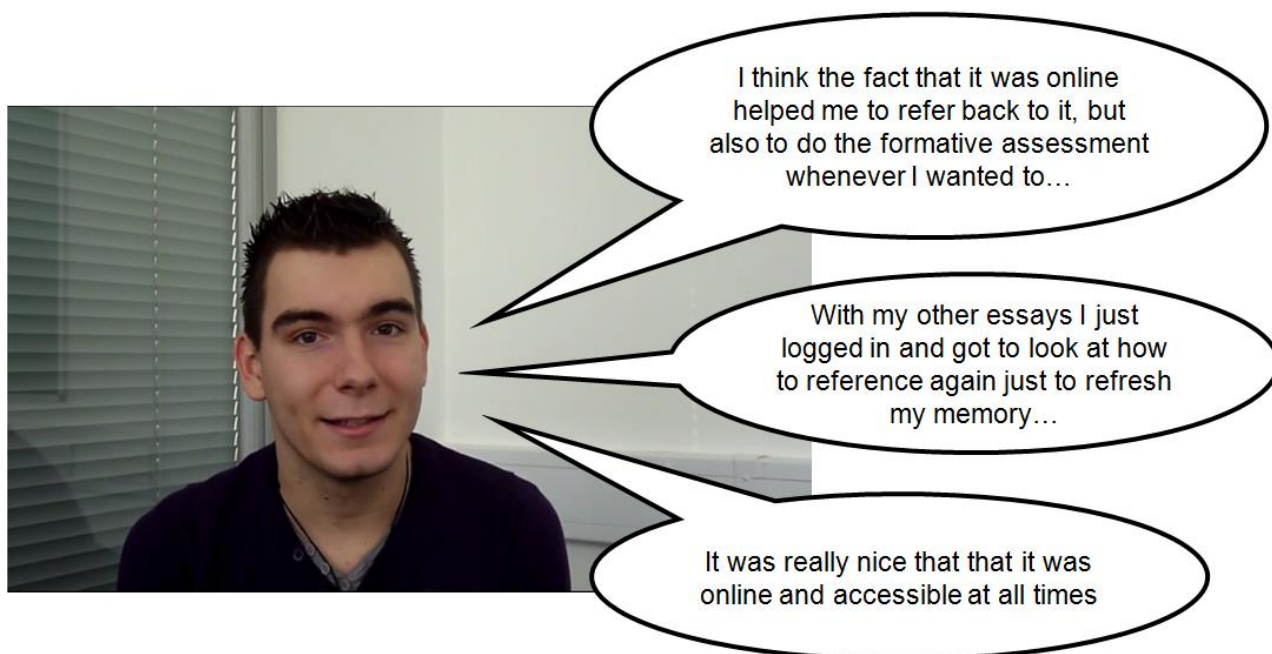 I think the fact that it was online
helped me to refer back to it, but
also to do the formative assessment
whenever I wanted to…
With my other essays I just
logged in and got to look at how
to reference again just to refresh
my memory…
It was really nice that that it was
online and accessible at all times